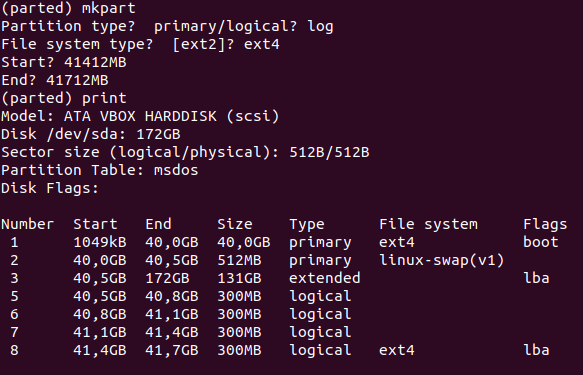 (parted) mkpart
Partition type?  primary/logical? log
File system type?  [ext2]? ext4
Start? 41412MB
End? 41712MB
(parted) print
Model: ATA VBOX HARDDISK (scsi)
Disk /dev/sda: 172GB
Sector size (logical/physical): 512B/512B
Partition Table: msdos
Disk Flags:
Number  Start   End     Size    Type      File system     Flags
 1      1049kB  40,0GB  40,0GB  primary   ext4            boot
 2      40,0GB  40,5GB  512MB   primary   linux-swap(v1)
 3      40,5GB  172GB   131GB   extended                  lba
 5      40,5GB  40,8GB  300MB   logical
 6      40,8GB  41,1GB  300MB   logical
 7      41,1GB  41,4GB  300MB   logical
 8      41,4GB  41,7GB  300MB   logical   ext4            lba